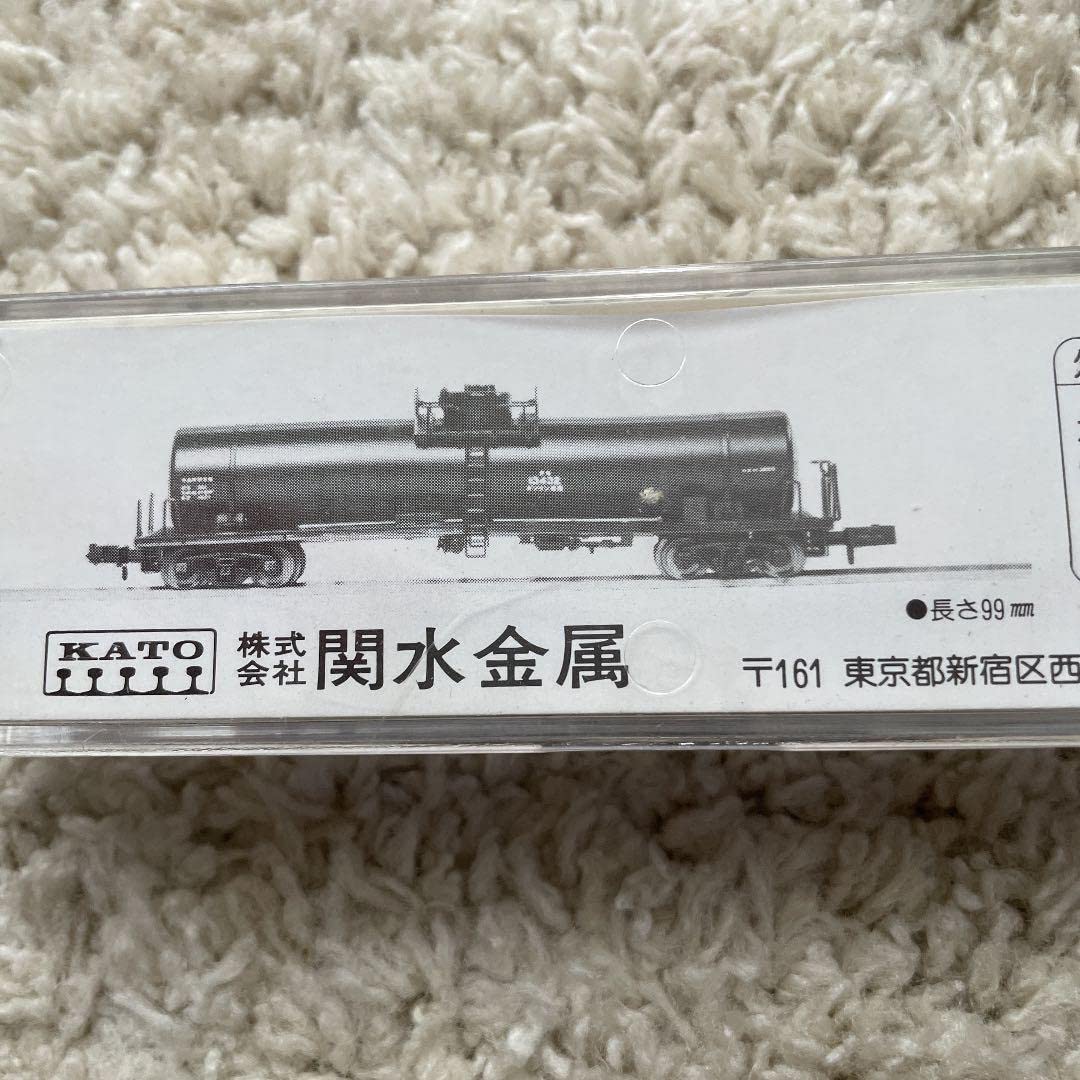 ●長さ99㎜
KATO
株式会社 関水金属
〒161 東京都新宿区西